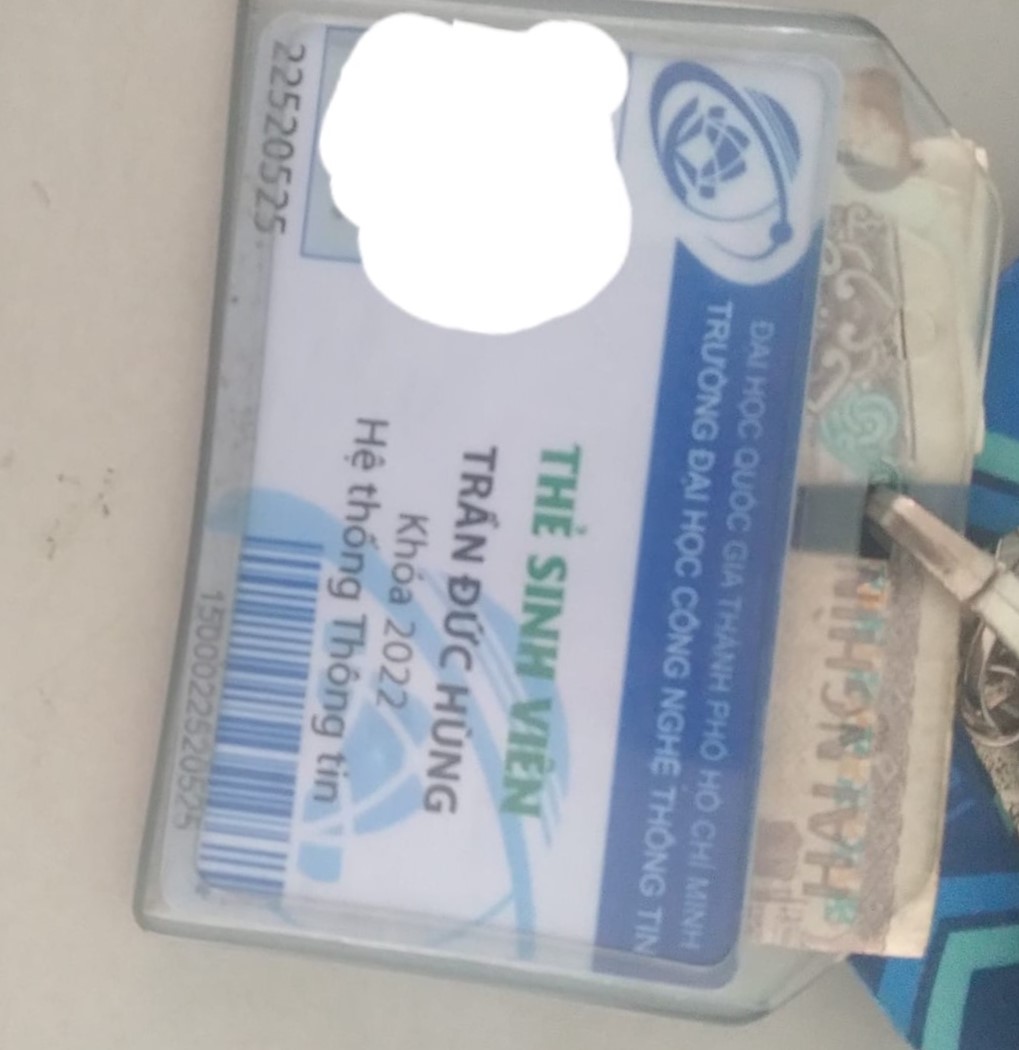 ĐẠI HỌC QUỐC GIA THÀNH PHỐ HỒ CHÍ MINH
TRƯỜNG ĐẠI HỌC CÔNG NGHỆ THÔNG TIN
THẺ SINH VIÊN
TRẦN ĐỨC HÙNG
Khóa 2022
Hệ thống Thông tin
22520525
1500022520525
HAI NGHÌN